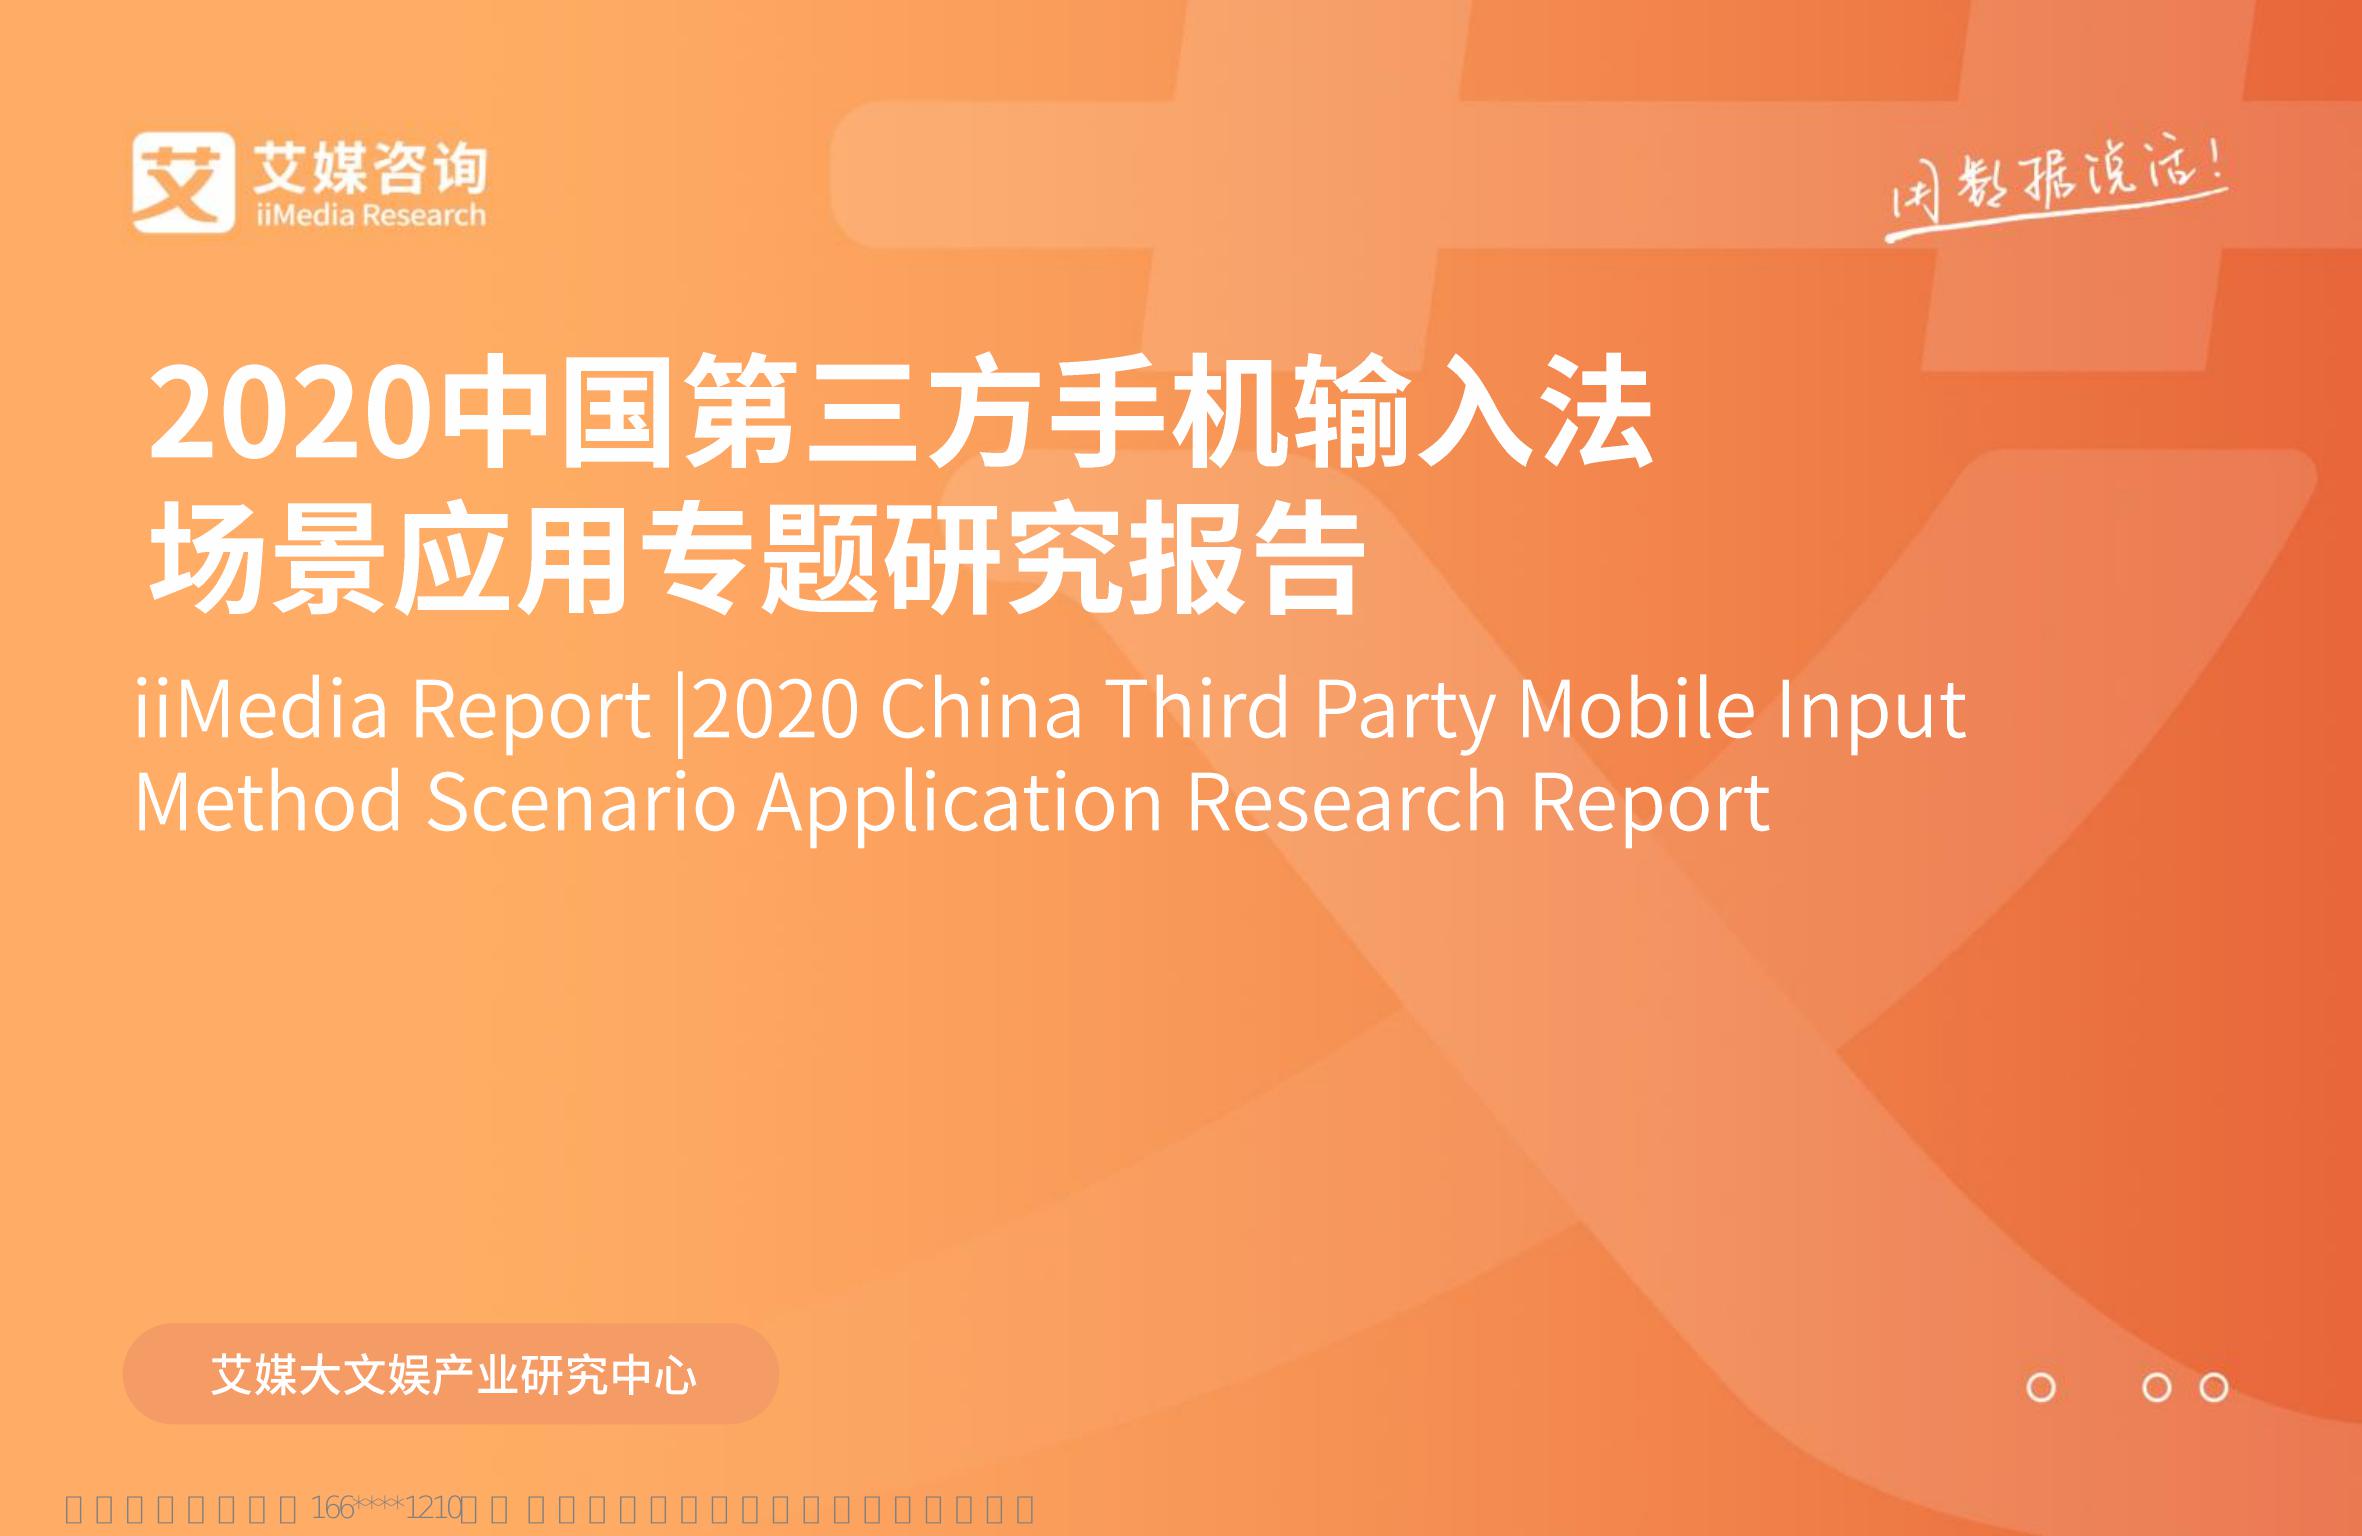 艾 艾媒咨询
iiMedia Research
用数据说话!
2020中国第三方手机输入法
场景应用专题研究报告
iiMedia Report |2020 China Third Party Mobile Input
Method Scenario Application Research Report
艾媒大文娱产业研究中心
166****1210